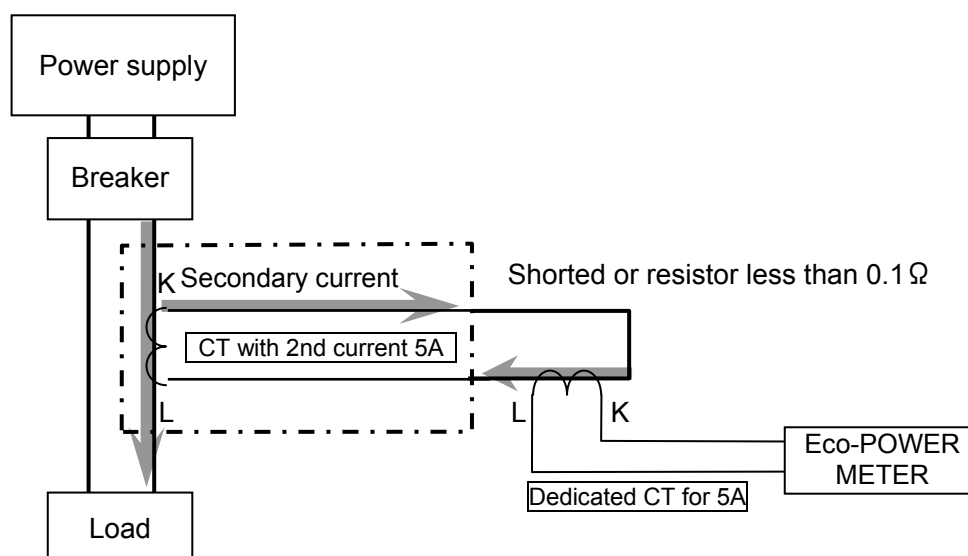 Power supply
Breaker
K
Secondary current
Shorted or resistor less than 0.1Ω
CT with 2nd current 5A
L
L
K
Eco-POWER
METER
Dedicated CT for 5A
Load